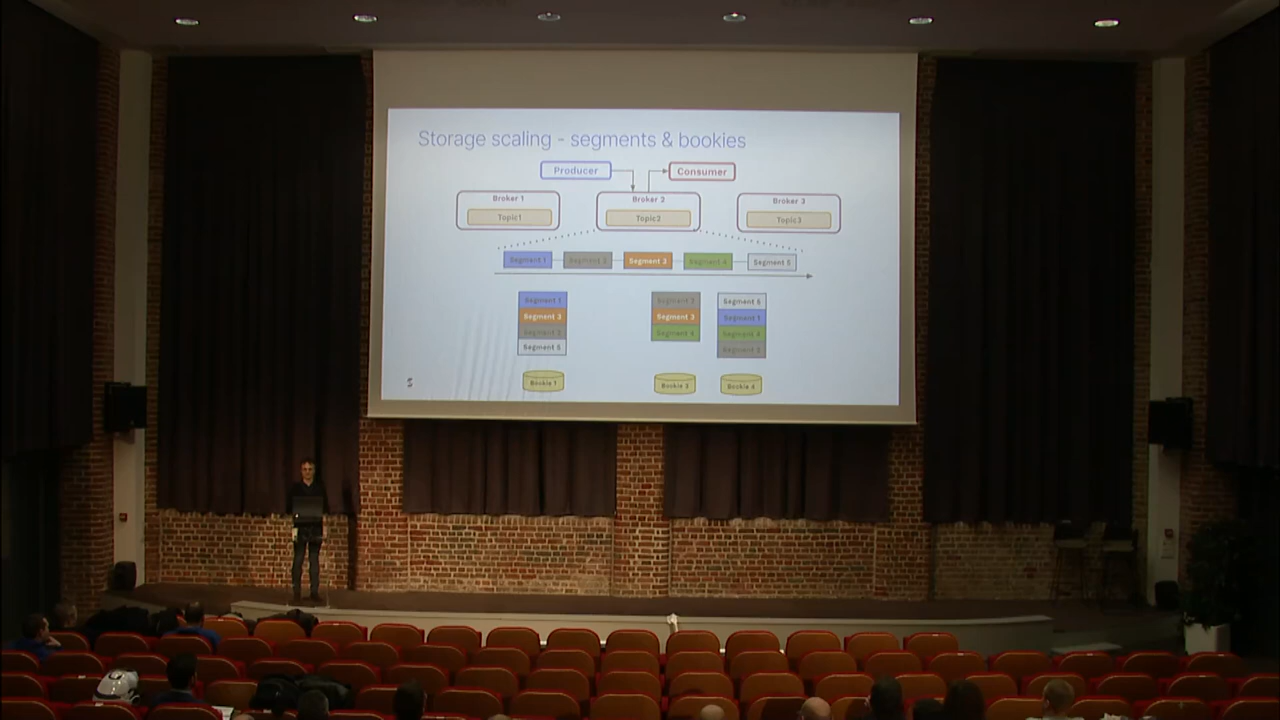 Storage scaling - segments & bookies
Producer
Consumer
Broker 1
Broker 2
Broker 3
Topic1
Topic2
Topic3
Segment 1
Segment 2
Segment 3
Segment 4
Segment 5
Segment 1
Segment 3
Segment 5
Segment 3
Segment 4
Segment 5
Segment 1
Segment 4
Bookie 1
Bookie 3
Bookie 4